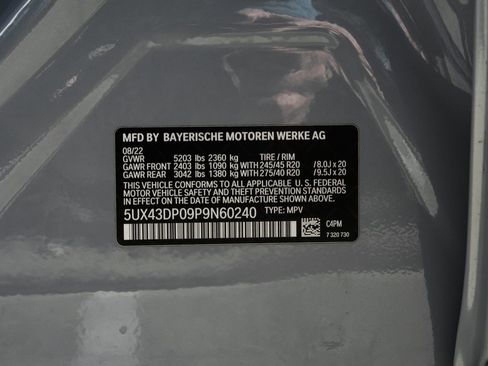 MFD BY BAYERISCHE MOTOREN WERKE AG
08/22
GVWR 5203 lbs 2360 kg TIRE / RIM
GAWR FRONT 2403 lbs 1090 kg WITH 245/45 R20 /8.0J x 20
GAWR REAR 3042 lbs 1380 kg WITH 275/40 R20 /9.5J x 20
THIS VEHICLE CONFORMS TO ALL APPLICABLE U. S. FEDERAL
MOTOR VEHICLE SAFETY AND THEFT PREVENTION STANDARDS
IN EFFECT ON THE DATE OF MANUFACTURE SHOWN ABOVE.
5UX43DP09P9N60240 TYPE: MPV
C4PM
7 320 730